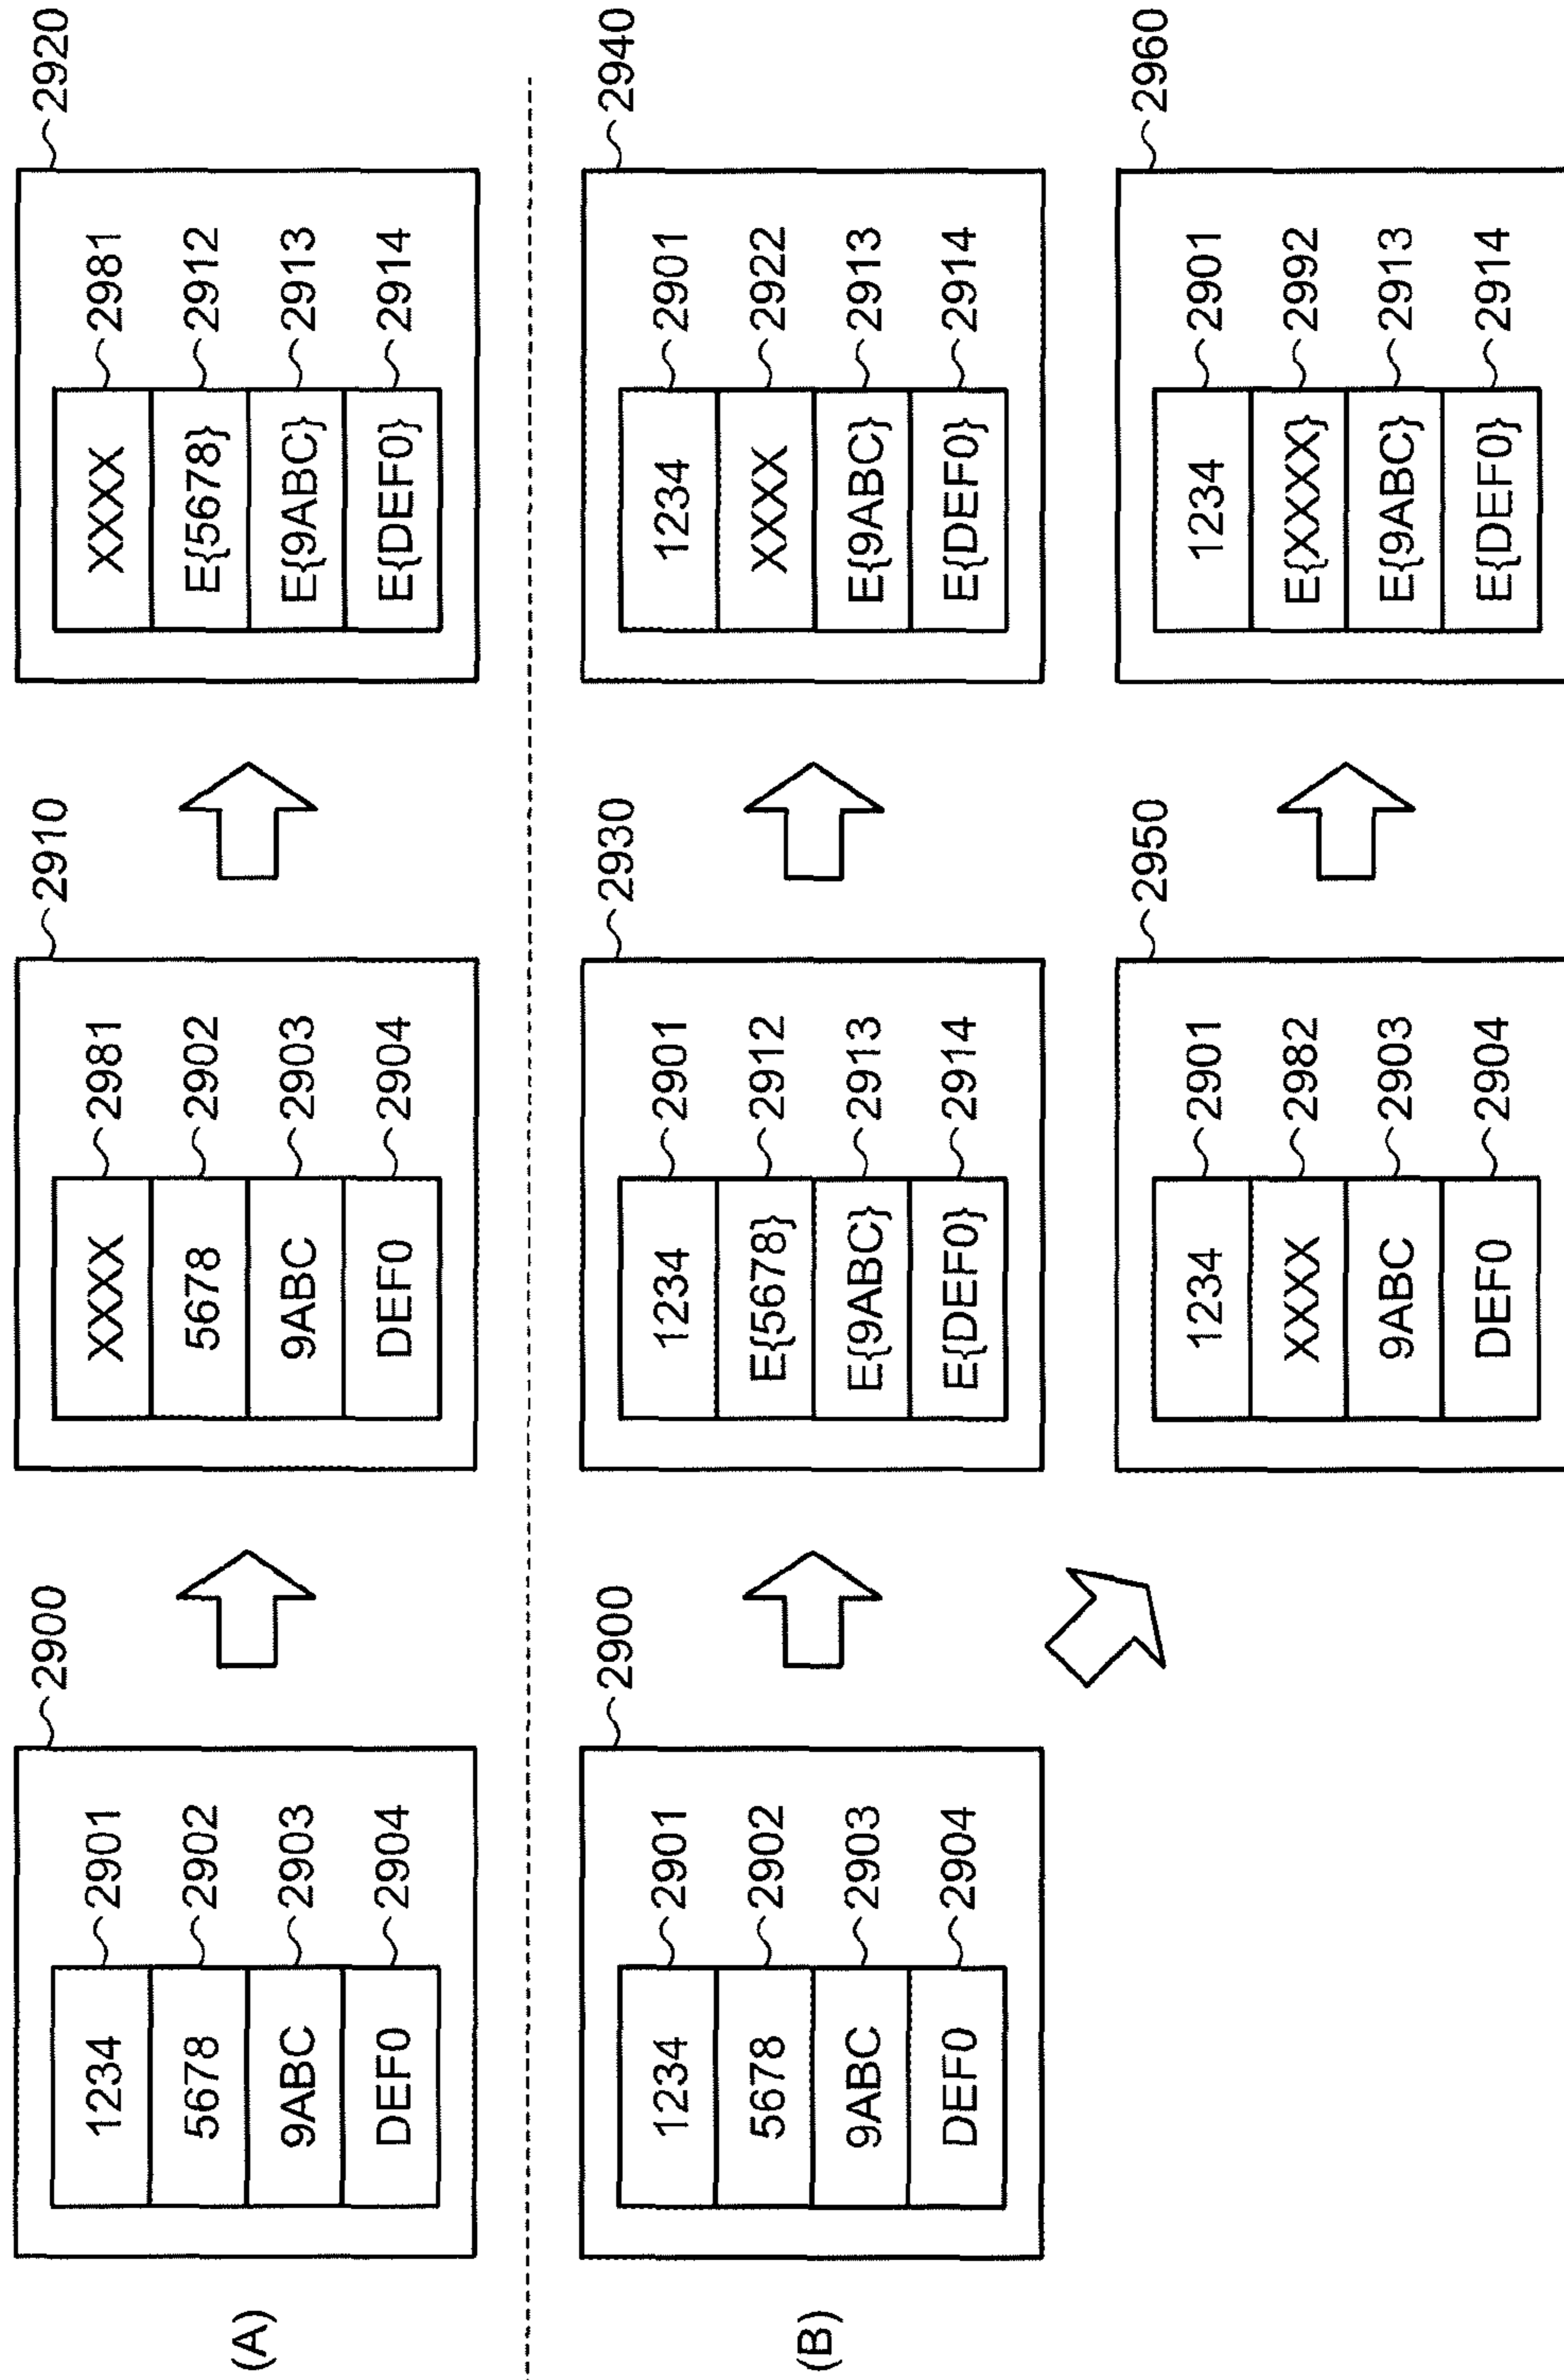 (A)
2900
1234 2901
5678 2902
9ABC 2903
DEF0 2904
2910
XXXX 2981
5678 2902
9ABC 2903
DEF0 2904
2920
XXXX 2981
E{5678} 2912
E{9ABC} 2913
E{DEF0} 2914
(B)
2900
1234 2901
5678 2902
9ABC 2903
DEF0 2904
2930
1234 2901
E{5678} 2912
E{9ABC} 2913
E{DEF0} 2914
2940
1234 2901
XXXX 2922
E{9ABC} 2913
E{DEF0} 2914
2950
1234 2901
XXXX 2982
9ABC 2903
DEF0 2904
2960
1234 2901
E{XXXX} 2992
E{9ABC} 2913
E{DEF0} 2914